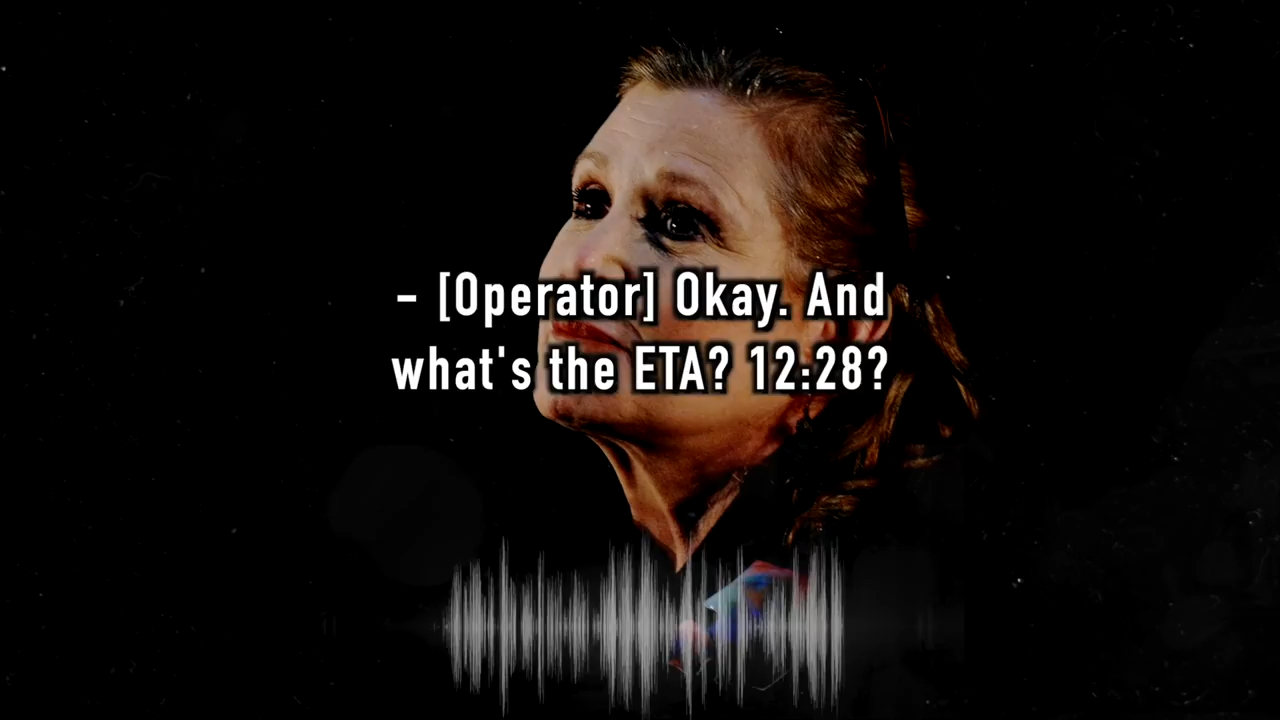 - [Operator] Okay. And
what's the ETA? 12:28?